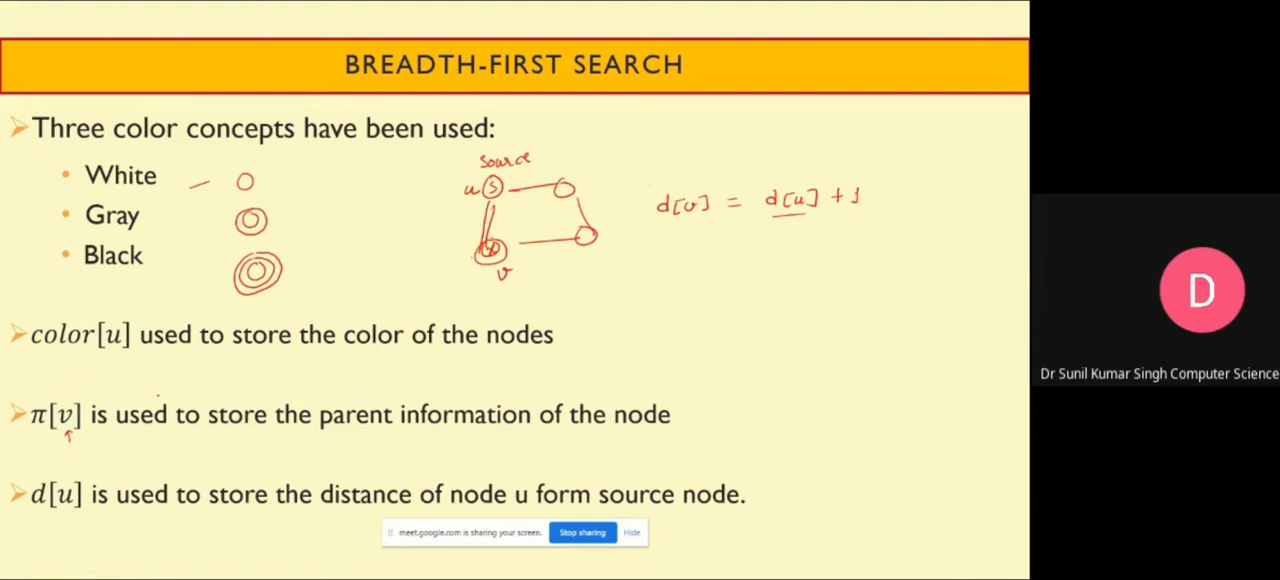 BREADTH-FIRST SEARCH
➢Three color concepts have been used:
• White
• Gray
• Black
Source
u S
v
d[v] = d[u] + 1
➢color[u] used to store the color of the nodes
➢π[v] is used to store the parent information of the node
➢d[u] is used to store the distance of node u form source node.
meet.google.com is sharing your screen. Stop sharing Hide
D
Dr Sunil Kumar Singh Computer Science